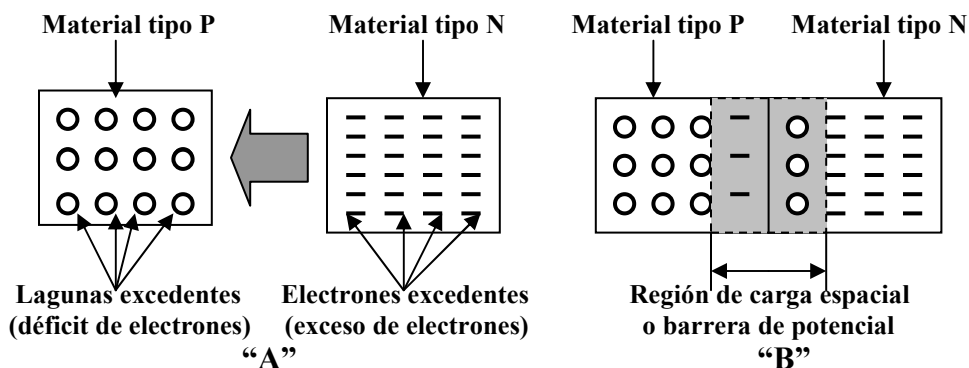 Material tipo P
Material tipo N
Lagunas excedentes
(déficit de electrones)
Electrones excedentes
(exceso de electrones)
“A”
Material tipo P
Material tipo N
Región de carga espacial
o barrera de potencial
“B”